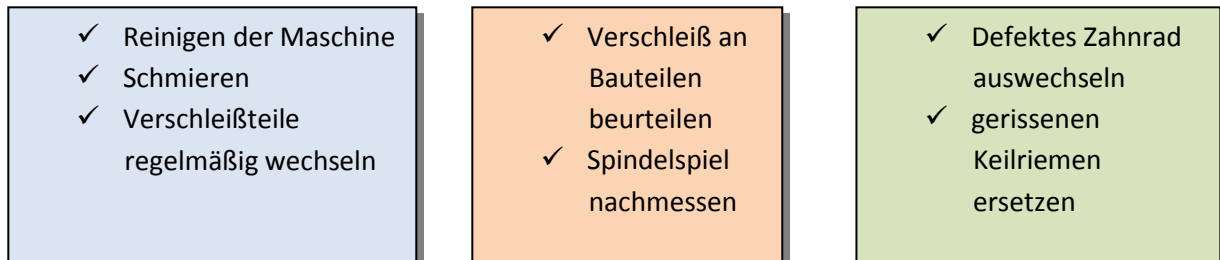 ✓ Reinigen der Maschine
✓ Schmieren
✓ Verschleißteile
regelmäßig wechseln
✓ Verschleiß an
Bauteilen
beurteilen
✓ Spindelspiel
nachmessen
✓ Defektes Zahnrad
auswechseln
✓ gerissenen
Keilriemen
ersetzen